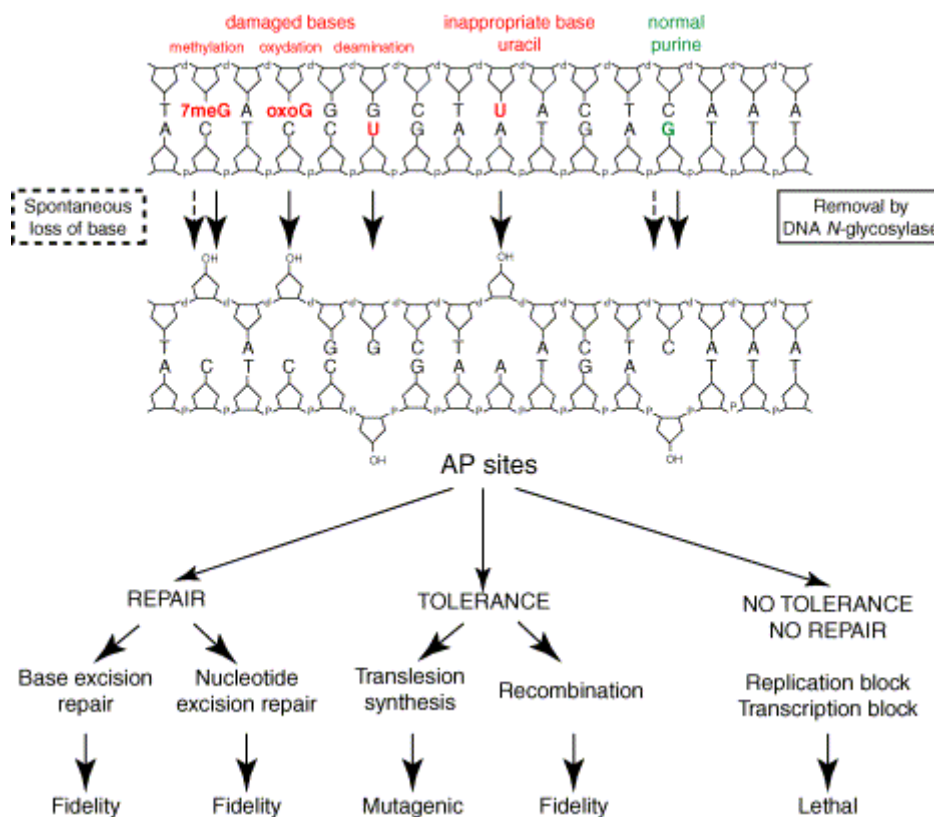 damaged bases
inappropriate base
uracil
normal
purine
methylation oxydation deamination
T 7meG A oxoG G G C T U A C T C A A A
A C T C C U G A A T G A G T T T
Spontaneous
loss of base
Removal by
DNA N-glycosylase
OH OH OH
T A G G C T A C T C A A A
A C T C C G A A T G A T T T
OH OH
AP sites
REPAIR
TOLERANCE
NO TOLERANCE
NO REPAIR
Base excision
repair
Nucleotide
excision repair
Translesion
synthesis
Recombination
Replication block
Transcription block
Fidelity
Fidelity
Mutagenic
Fidelity
Lethal